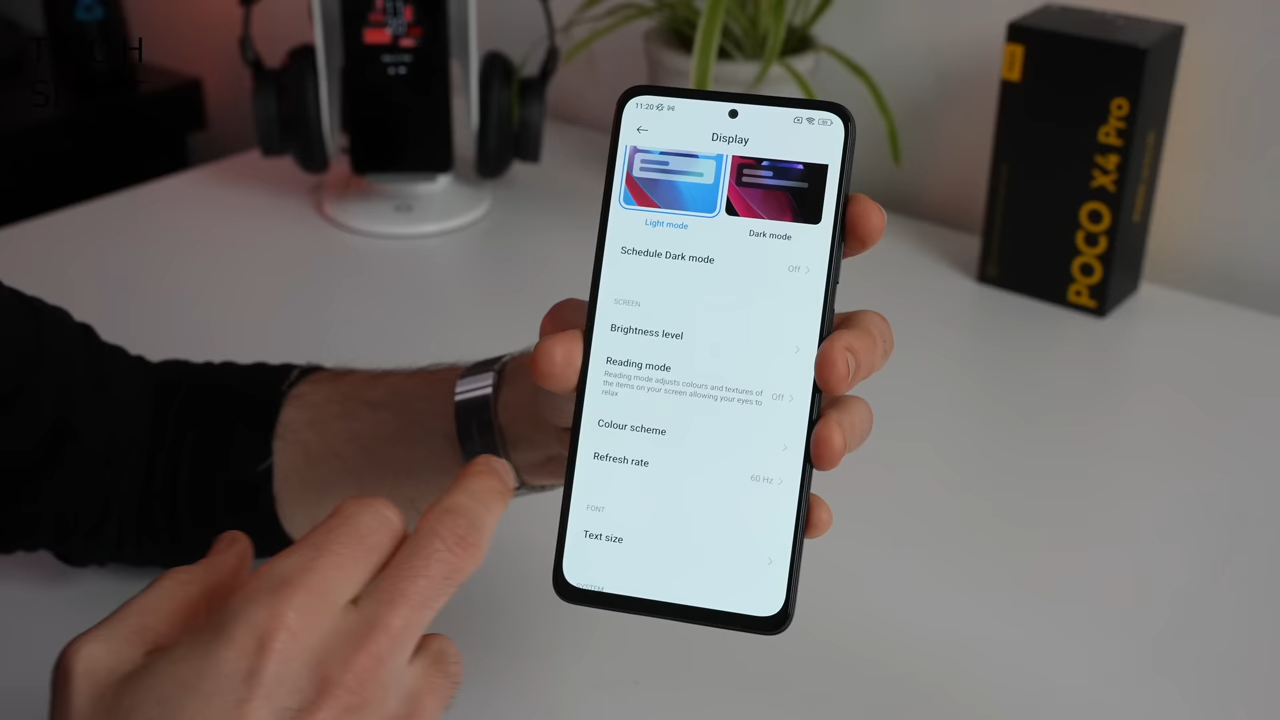 11:20
Display
Light mode
Dark mode
Schedule Dark mode
Off
SCREEN
Brightness level
Reading mode
Reading mode adjusts colours and textures of
the items on your screen allowing your eyes to
relax
Off
Colour scheme
Refresh rate
60 Hz
FONT
Text size
SYSTEM
POCO X4 Pro